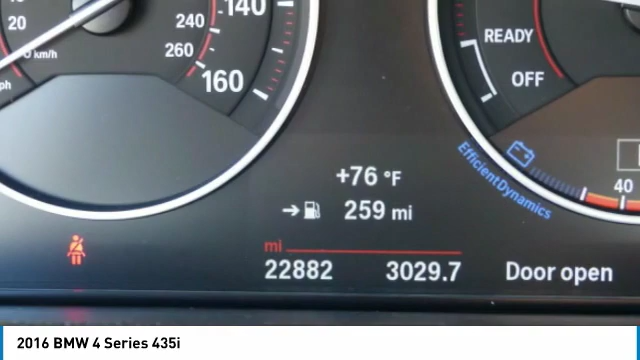 140
20
240
km/h
260
160
mph
READY
OFF
EfficientDynamics
40
+76 °F
259 mi
mi
22882 3029.7 Door open
2016 BMW 4 Series 435i